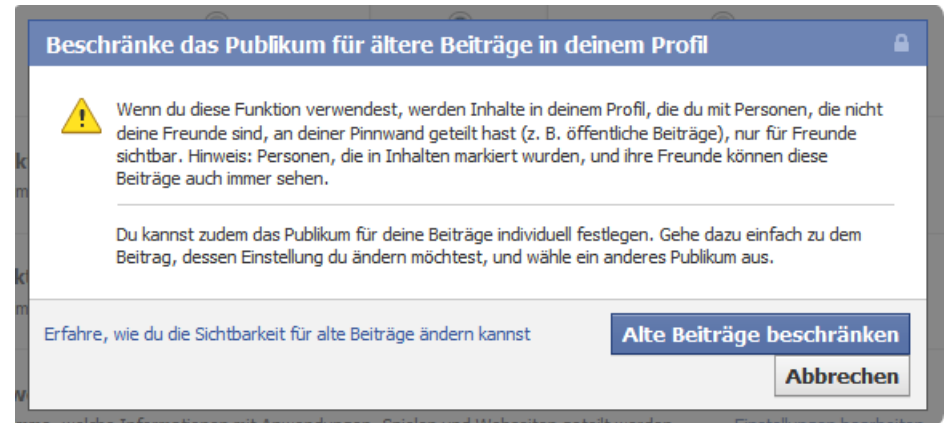 Beschränke das Publikum für ältere Beiträge in deinem Profil
Wenn du diese Funktion verwendest, werden Inhalte in deinem Profil, die du mit Personen, die nicht
deine Freunde sind, an deiner Pinnwand geteilt hast (z. B. öffentliche Beiträge), nur für Freunde
sichtbar. Hinweis: Personen, die in Inhalten markiert wurden, und ihre Freunde können diese
Beiträge auch immer sehen.
Du kannst zudem das Publikum für deine Beiträge individuell festlegen. Gehe dazu einfach zu dem
Beitrag, dessen Einstellung du ändern möchtest, und wähle ein anderes Publikum aus.
Erfahre, wie du die Sichtbarkeit für alte Beiträge ändern kannst
Alte Beiträge beschränken
Abbrechen